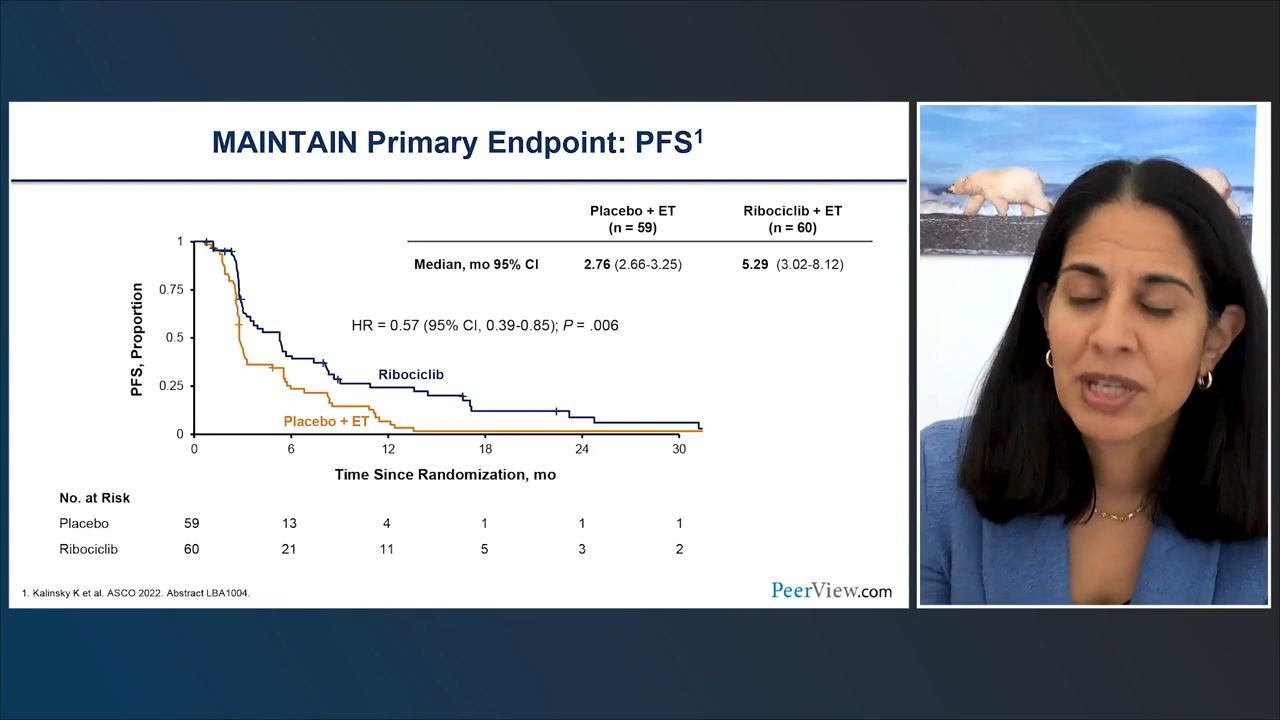 MAINTAIN Primary Endpoint: PFS1
Placebo + ET Ribociclib + ET
(n = 59) (n = 60)
Median, mo 95% CI 2.76 (2.66-3.25) 5.29 (3.02-8.12)
HR = 0.57 (95% CI, 0.39-0.85); P = .006
PFS, Proportion
1
0.75
0.5
0.25
0
Ribociclib
Placebo + ET
0 6 12 18 24 30
Time Since Randomization, mo
No. at Risk
Placebo 59 13 4 1 1 1
Ribociclib 60 21 11 5 3 2
1. Kalinsky K et al. ASCO 2022. Abstract LBA1004.
PeerView.com